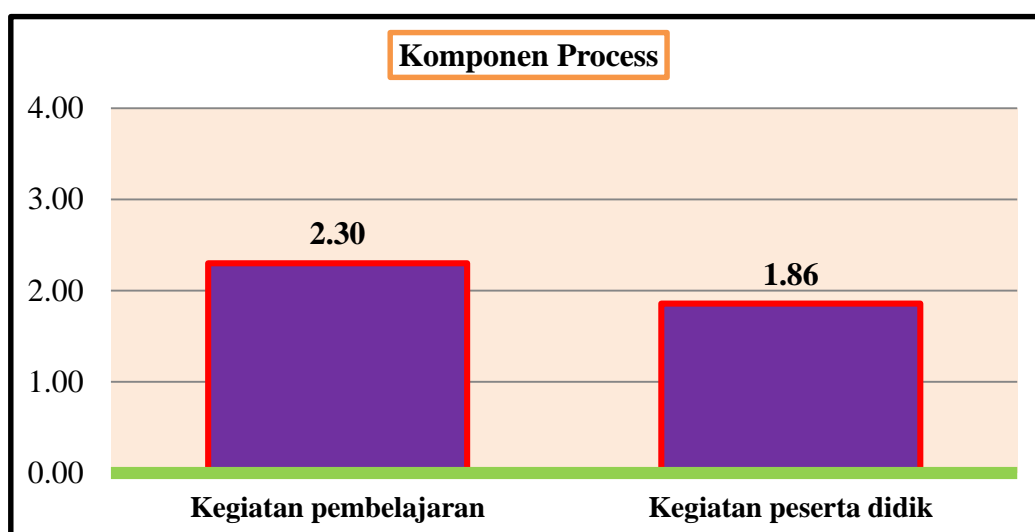 Komponen Process
4.00
3.00
2.30
2.00
1.86
1.00
0.00
Kegiatan pembelajaran
Kegiatan peserta didik